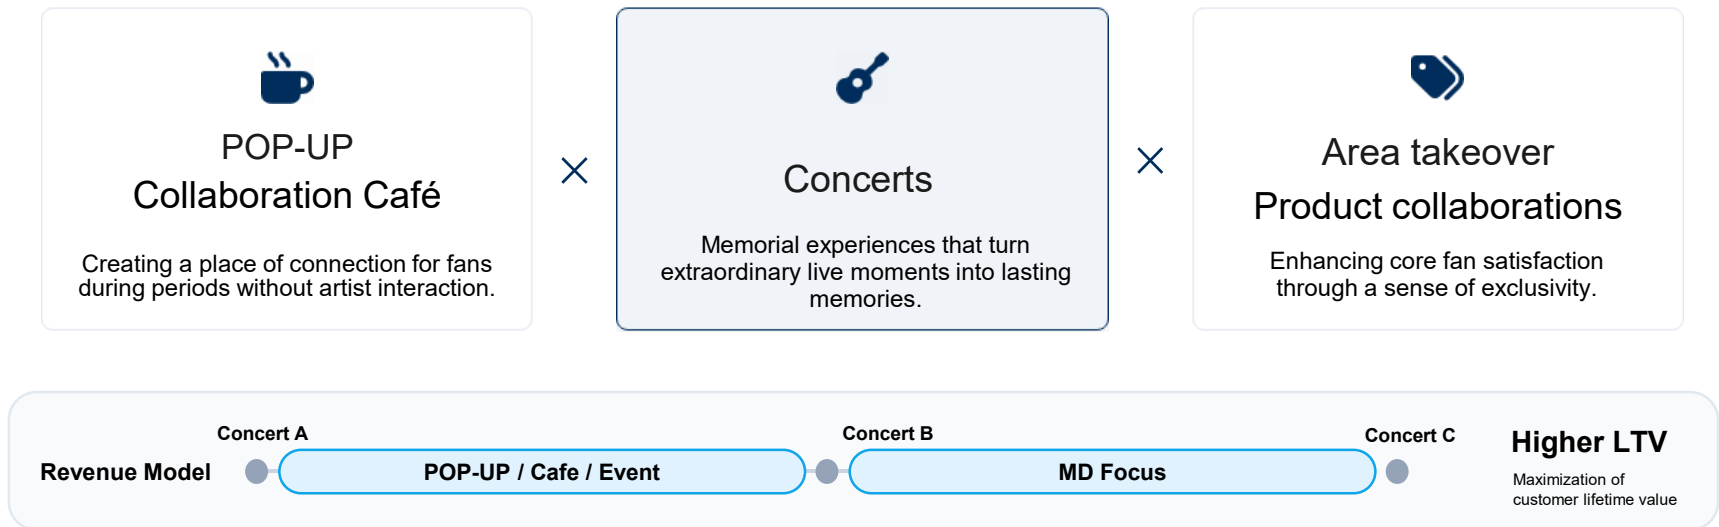 POP-UP
Collaboration Café
Creating a place of connection for fans
during periods without artist interaction.
Concerts
Memorial experiences that turn
extraordinary live moments into lasting
memories.
Area takeover
Product collaborations
Enhancing core fan satisfaction
through a sense of exclusivity.
Revenue Model
Concert A
POP-UP / Cafe / Event
Concert B
MD Focus
Concert C
Higher LTV
Maximization of
customer lifetime value